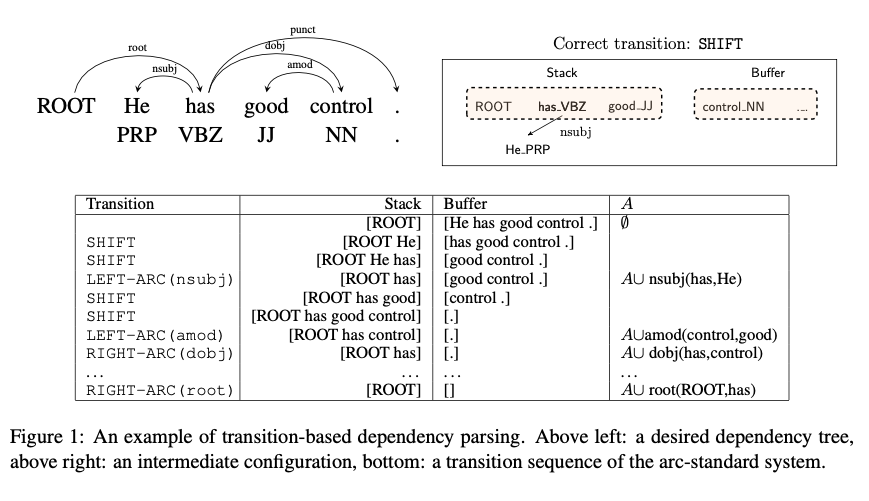 punct
root
dobj
nsubj
amod
ROOT He has good control .
PRP VBZ JJ NN .
Correct transition: SHIFT
Stack Buffer
ROOT has_VBZ good_JJ control_NN ...
nsubj
He_PRP
Transition Stack Buffer A
[ROOT] [He has good control .] ∅
SHIFT [ROOT He] [has good control .]
SHIFT [ROOT He has] [good control .]
LEFT-ARC(nsubj) [ROOT has] [good control .] A∪ nsubj(has,He)
SHIFT [ROOT has good] [control .]
SHIFT [ROOT has good control] [.]
LEFT-ARC(amod) [ROOT has control] [.] A∪amod(control,good)
RIGHT-ARC(dobj) [ROOT has] [.] A∪ dobj(has,control)
... ... ... ...
RIGHT-ARC(root) [ROOT] [] A∪ root(ROOT,has)
Figure 1: An example of transition-based dependency parsing. Above left: a desired dependency tree,
above right: an intermediate configuration, bottom: a transition sequence of the arc-standard system.